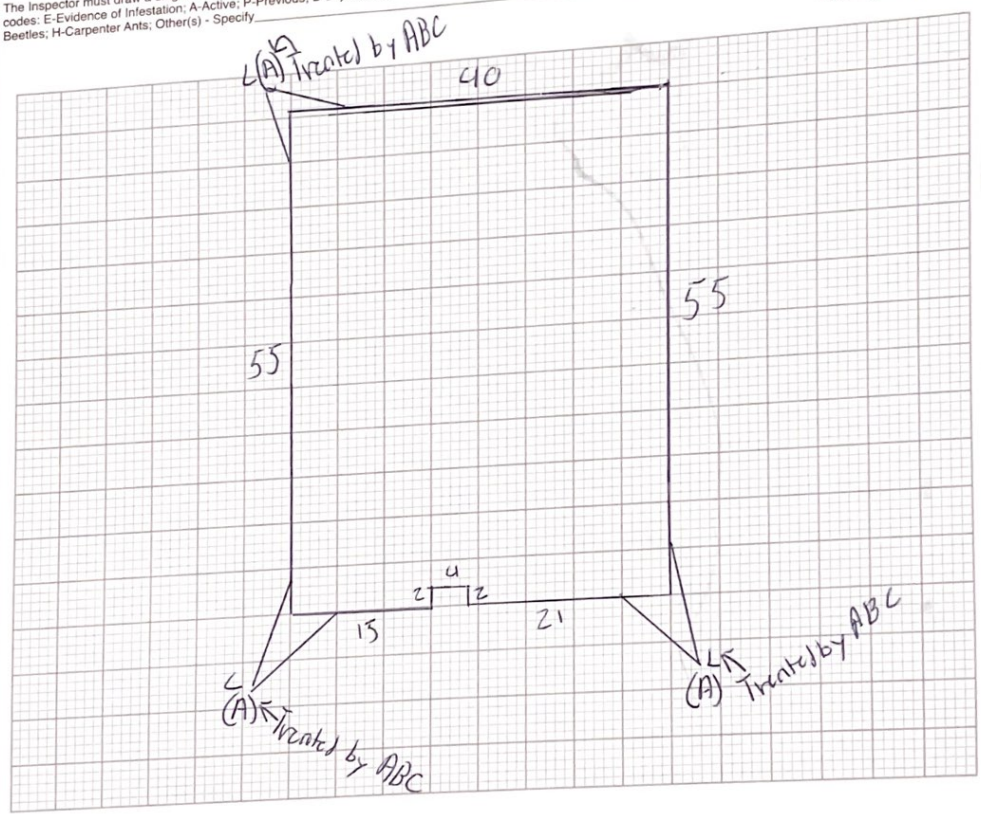 The Inspector must draw a
codes: E-Evidence of Infestation; A-Active; P-Previous;
Beetles; H-Carpenter Ants; Other(s) - Specify
L(A) Treated by ABC
40
55
55
4
2
2
15
21
L
(A) Treated by ABC
L
(A) Treated by ABC